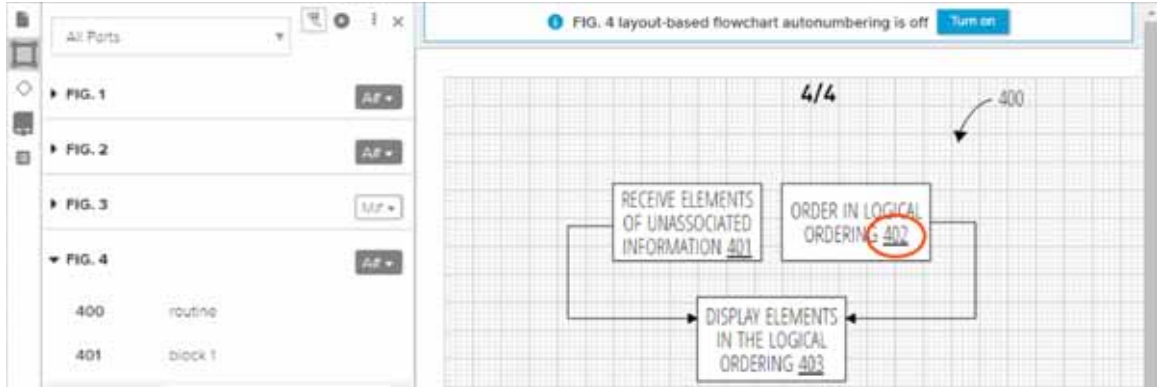 All Parts
FIG. 4 layout-based flowchart autonumbering is off Turn on
FIG. 1
FIG. 2
FIG. 3
FIG. 4
400 routine
401 block 1
4/4
400
RECEIVE ELEMENTS
OF UNASSOCIATED
INFORMATION 401
ORDER IN LOGICAL
ORDERING 402
DISPLAY ELEMENTS
IN THE LOGICAL
ORDERING 403